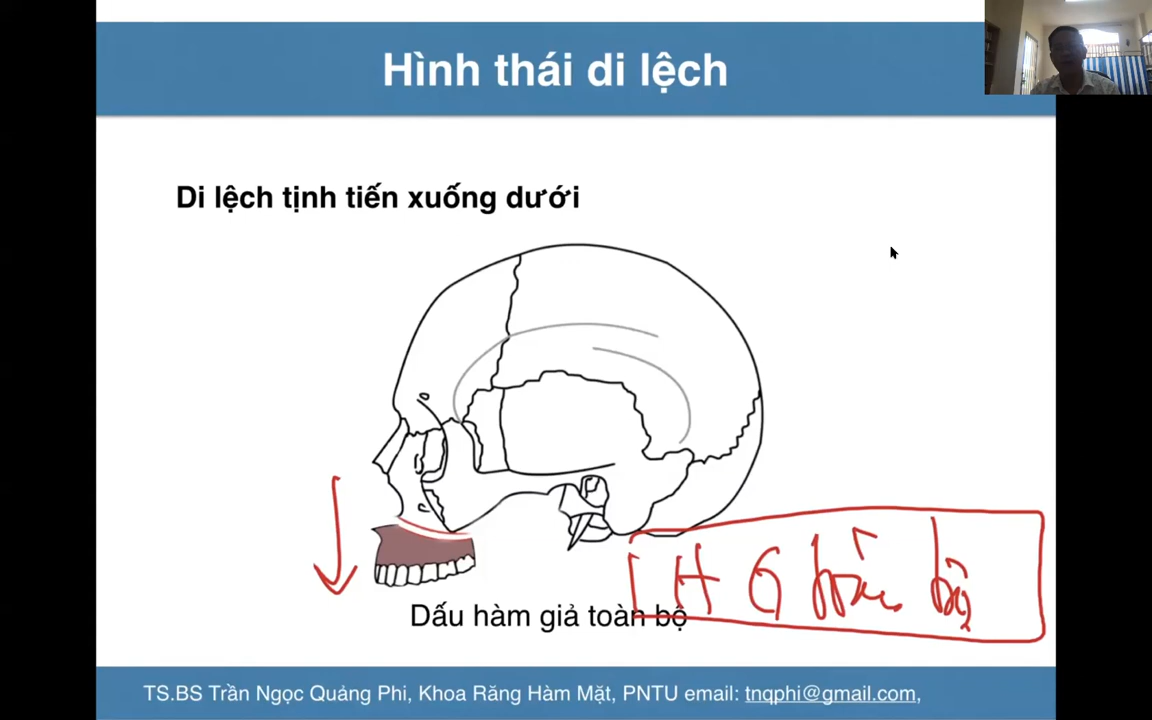 Hình thái di lệch
Di lệch tịnh tiến xuống dưới
H G toàn bộ
Dấu hàm giả toàn bộ
TS.BS Trần Ngọc Quảng Phi, Khoa Răng Hàm Mặt, PNTU email: tnqphi@gmail.com,